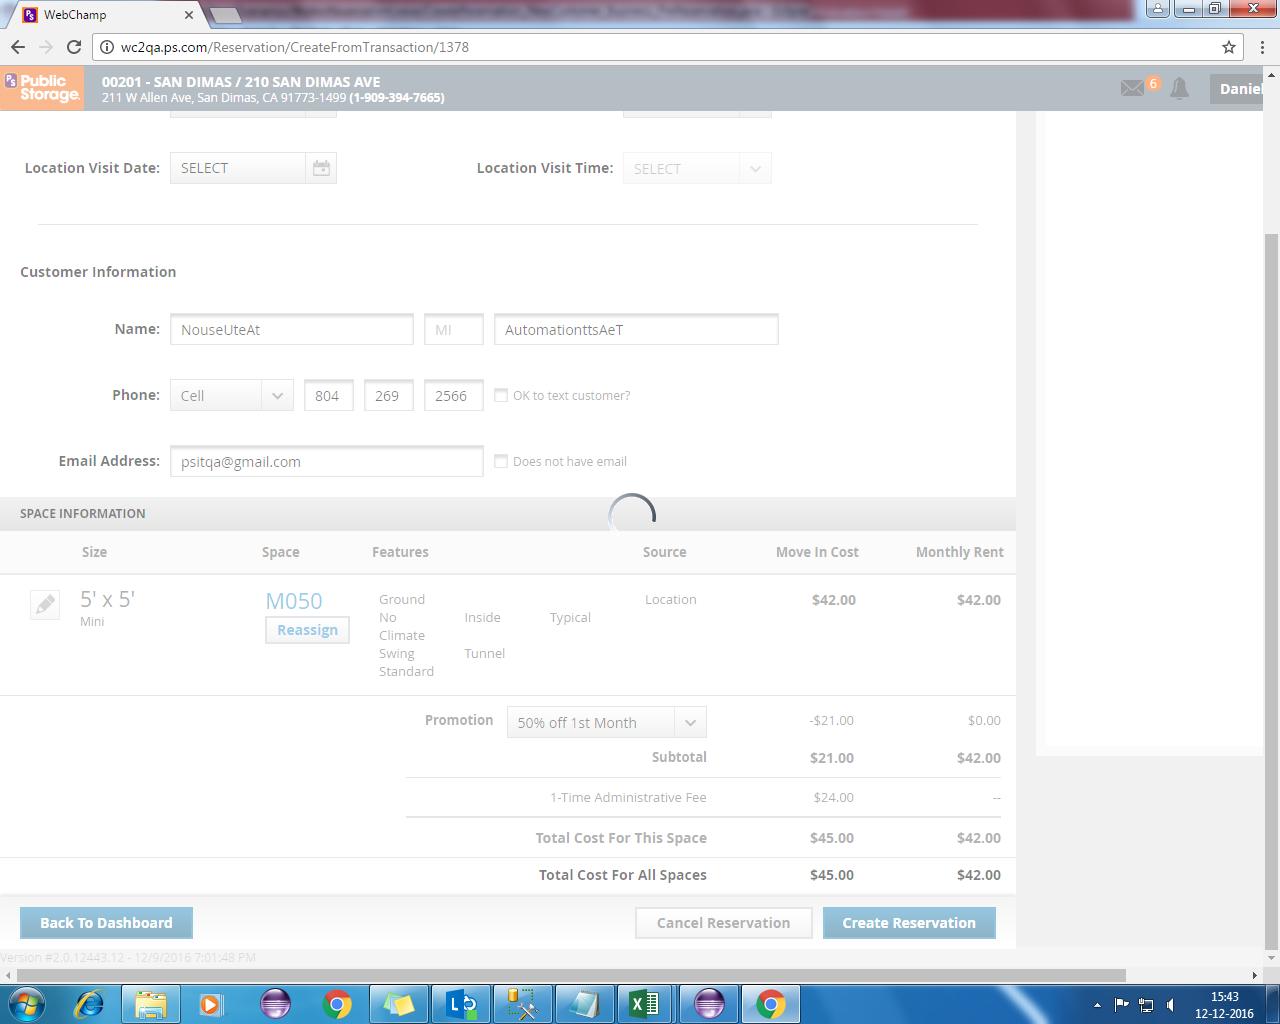 WebChamp
wc2qa.ps.com/Reservation/CreateFromTransaction/1378
PS Public Storage.
00201 - SAN DIMAS / 210 SAN DIMAS AVE
211 W Allen Ave, San Dimas, CA 91773-1499 (1-909-394-7665)
6
Daniel
Location Visit Date: SELECT Location Visit Time: SELECT
Customer Information
Name: NouseUteAt MI AutomationttsAeT
Phone: Cell 804 269 2566 OK to text customer?
Email Address: psitqa@gmail.com Does not have email
SPACE INFORMATION
Size Space Features Source Move In Cost Monthly Rent
5' x 5' M050 Ground Location $42.00 $42.00
Mini Reassign No Inside Typical
Climate
Swing Tunnel
Standard
Promotion 50% off 1st Month -$21.00 $0.00
Subtotal $21.00 $42.00
1-Time Administrative Fee $24.00 --
Total Cost For This Space $45.00 $42.00
Total Cost For All Spaces $45.00 $42.00
Back To Dashboard Cancel Reservation Create Reservation
Version #2.0.12443.12 - 12/9/2016 7:01:48 PM
15:43
12-12-2016